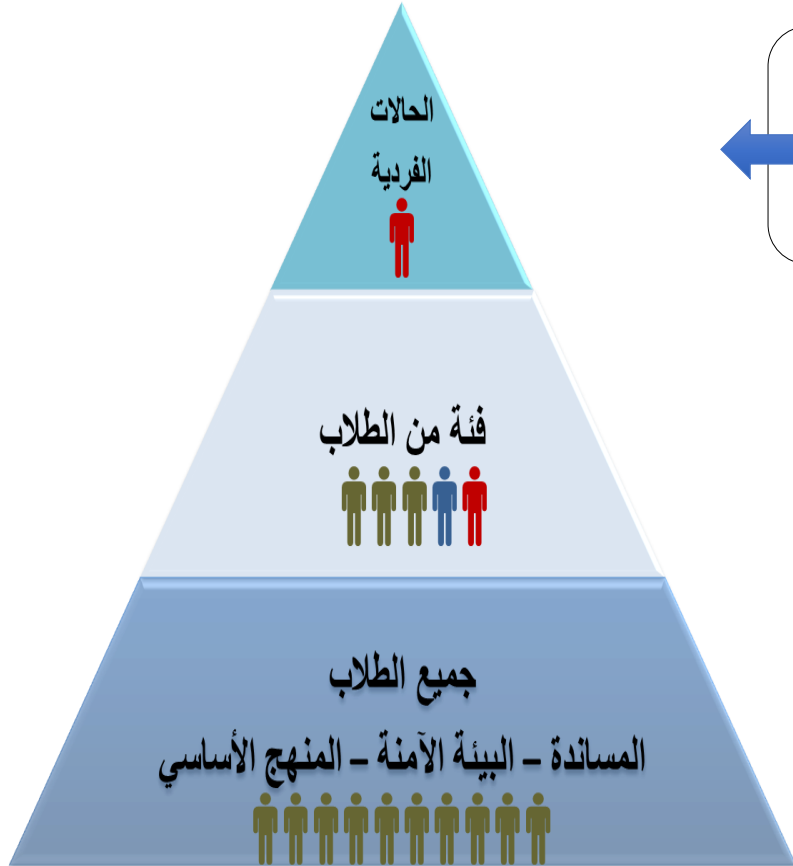 الحالات
الفردية
فئة من الطلاب
جميع الطلاب
المساندة – البيئة الآمنة – المنهج الأساسي